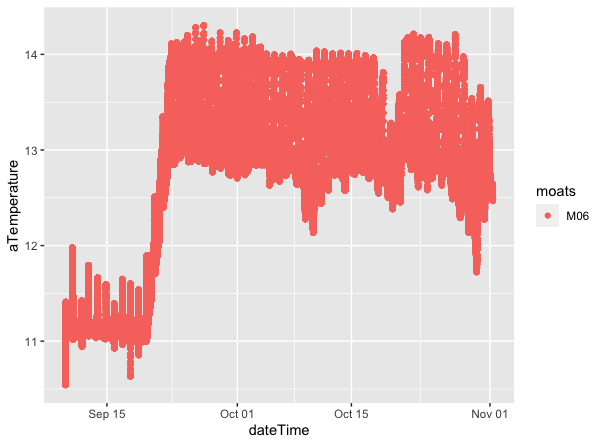 14
13
12
11
aTemperature
Sep 15
Oct 01
Oct 15
Nov 01
dateTime
moats
M06